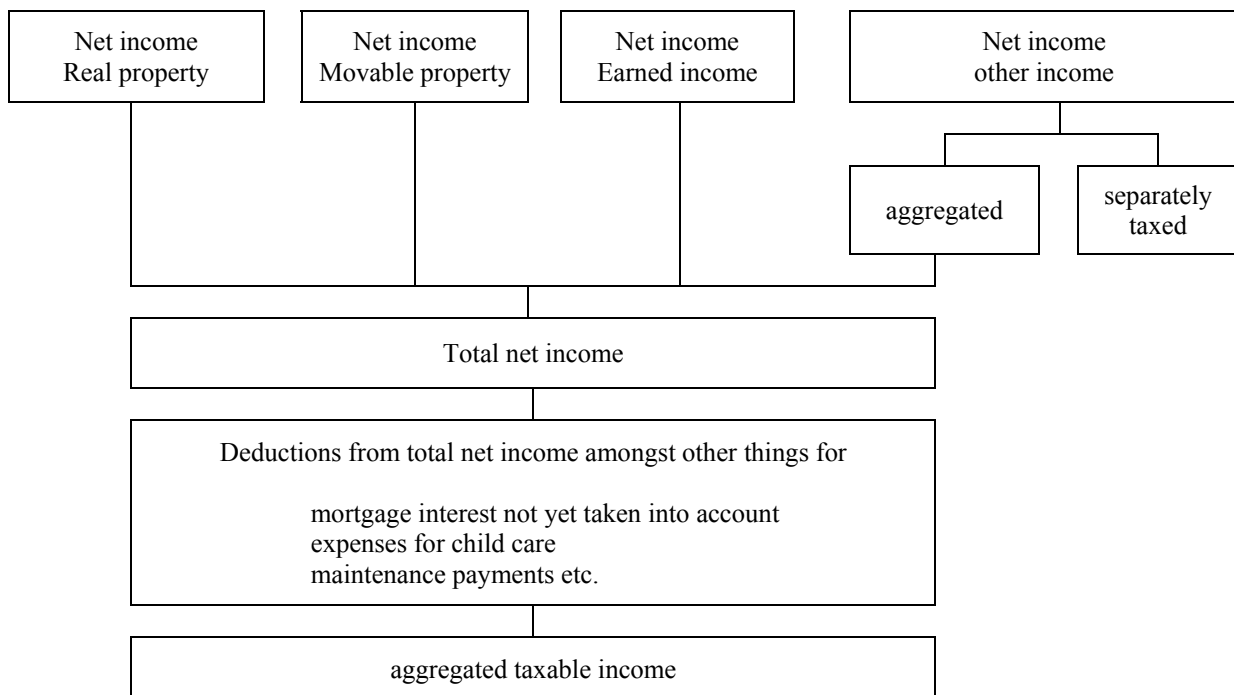 Net income
Real property
Net income
Movable property
Net income
Earned income
Net income
other income
aggregated
separately
taxed
Total net income
Deductions from total net income amongst other things for
mortgage interest not yet taken into account
expenses for child care
maintenance payments etc.
aggregated taxable income